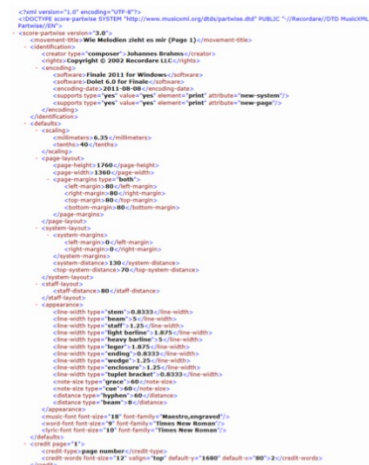 <?xml version="1.0" encoding="UTF-8"?>
<!DOCTYPE score-partwise SYSTEM "http://www.musicxml.org/dtds/partwise.dtd" PUBLIC "-//Recordare//DTD MusicXML
Partwise//EN">
- <score-partwise version="3.0">
<movement-title>Wie Melodien zieht es mir (Page 1)</movement-title>
- <identification>
<creator type="composer">Johannes Brahms</creator>
<rights>Copyright © 2002 Recordare LLC</rights>
- <encoding>
<software>Finale 2011 for Windows</software>
<software>Dolet 6.0 for Finale</software>
<encoding-date>2011-08-08</encoding-date>
<supports type="yes" value="yes" element="print" attribute="new-system"/>
<supports type="yes" value="yes" element="print" attribute="new-page"/>
</encoding>
</identification>
- <defaults>
- <scaling>
<millimeters>6.35</millimeters>
<tenths>40</tenths>
</scaling>
- <page-layout>
<page-height>1760</page-height>
<page-width>1360</page-width>
- <page-margins type="both">
<left-margin>80</left-margin>
<right-margin>80</right-margin>
<top-margin>80</top-margin>
<bottom-margin>80</bottom-margin>
</page-margins>
</page-layout>
- <system-layout>
- <system-margins>
<left-margin>0</left-margin>
<right-margin>0</right-margin>
</system-margins>
<system-distance>130</system-distance>
<top-system-distance>70</top-system-distance>
</system-layout>
- <staff-layout>
<staff-distance>80</staff-distance>
</staff-layout>
- <appearance>
<line-width type="stem">0.8333</line-width>
<line-width type="beam">5</line-width>
<line-width type="staff">1.25</line-width>
<line-width type="light barline">1.875</line-width>
<line-width type="heavy barline">5</line-width>
<line-width type="leger">1.875</line-width>
<line-width type="ending">0.8333</line-width>
<line-width type="wedge">1.25</line-width>
<line-width type="enclosure">1.25</line-width>
<line-width type="tuplet bracket">0.8333</line-width>
<note-size type="grace">60</note-size>
<note-size type="cue">60</note-size>
<distance type="hyphen">60</distance>
<distance type="beam">8</distance>
</appearance>
<music-font font-size="18" font-family="Maestro,engraved"/>
<word-font font-size="9" font-family="Times New Roman"/>
<lyric-font font-size="10" font-family="Times New Roman"/>
</defaults>
- <credit page="1">
<credit-type>page number</credit-type>
<credit-words font-size="12" valign="top" default-y="1680" default-x="80">2</credit-words>